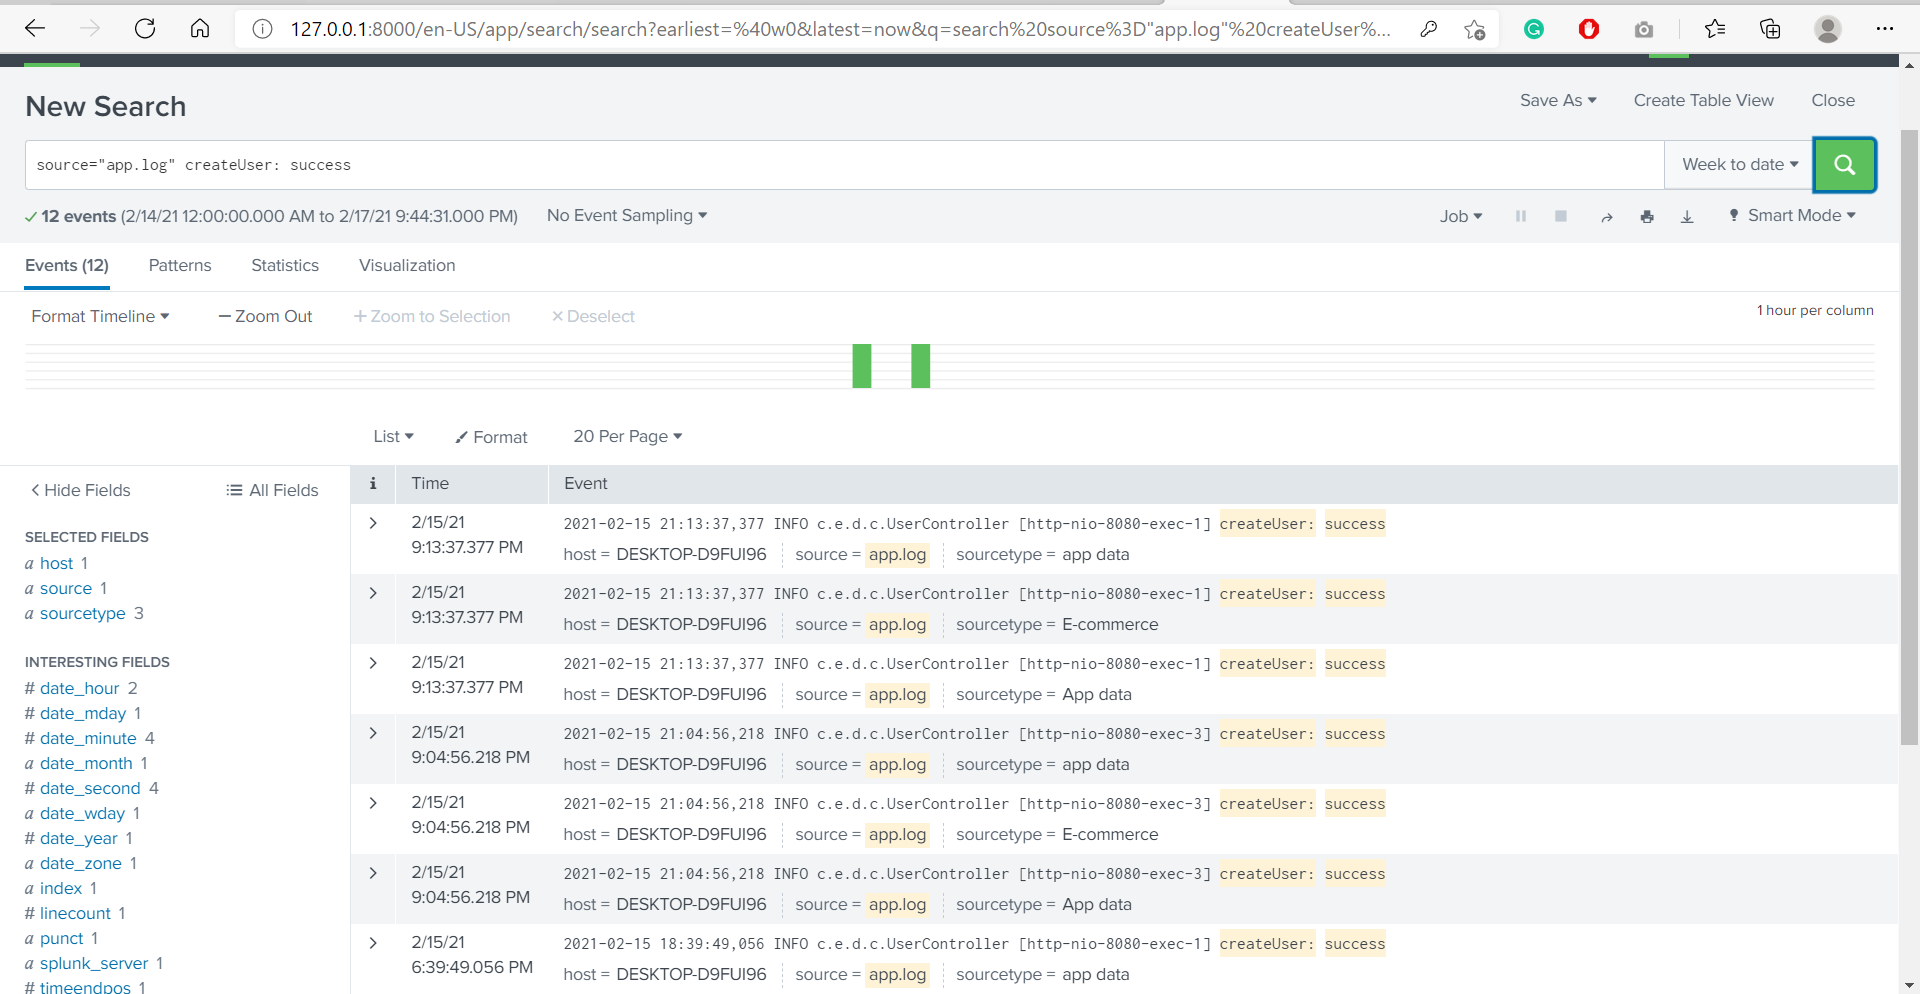 127.0.0.1:8000/en-US/app/search/search?earliest=%40w0&latest=now&q=search%20source%3D"app.log"%20createUser%...
New Search
Save As
Create Table View
Close
source="app.log" createUser: success
Week to date
12 events (2/14/21 12:00:00.000 AM to 2/17/21 9:44:31.000 PM)
No Event Sampling
Job
Smart Mode
Events (12)
Patterns
Statistics
Visualization
Format Timeline
Zoom Out
Zoom to Selection
Deselect
1 hour per column
List
Format
20 Per Page
Hide Fields
All Fields
SELECTED FIELDS
a host 1
a source 1
a sourcetype 3
INTERESTING FIELDS
# date_hour 2
# date_mday 1
# date_minute 4
a date_month 1
# date_second 4
a date_wday 1
# date_year 1
a date_zone 1
a index 1
# linecount 1
a punct 1
a splunk_server 1
# timeendpos 1
i Time Event
2/15/21
9:13:37.377 PM
2021-02-15 21:13:37,377 INFO c.e.d.c.UserController [http-nio-8080-exec-1] createUser: success
host = DESKTOP-D9FUI96 source = app.log sourcetype = app data
2/15/21
9:13:37.377 PM
2021-02-15 21:13:37,377 INFO c.e.d.c.UserController [http-nio-8080-exec-1] createUser: success
host = DESKTOP-D9FUI96 source = app.log sourcetype = E-commerce
2/15/21
9:13:37.377 PM
2021-02-15 21:13:37,377 INFO c.e.d.c.UserController [http-nio-8080-exec-1] createUser: success
host = DESKTOP-D9FUI96 source = app.log sourcetype = App data
2/15/21
9:04:56.218 PM
2021-02-15 21:04:56,218 INFO c.e.d.c.UserController [http-nio-8080-exec-3] createUser: success
host = DESKTOP-D9FUI96 source = app.log sourcetype = app data
2/15/21
9:04:56.218 PM
2021-02-15 21:04:56,218 INFO c.e.d.c.UserController [http-nio-8080-exec-3] createUser: success
host = DESKTOP-D9FUI96 source = app.log sourcetype = E-commerce
2/15/21
9:04:56.218 PM
2021-02-15 21:04:56,218 INFO c.e.d.c.UserController [http-nio-8080-exec-3] createUser: success
host = DESKTOP-D9FUI96 source = app.log sourcetype = App data
2/15/21
6:39:49.056 PM
2021-02-15 18:39:49,056 INFO c.e.d.c.UserController [http-nio-8080-exec-1] createUser: success
host = DESKTOP-D9FUI96 source = app.log sourcetype = app data